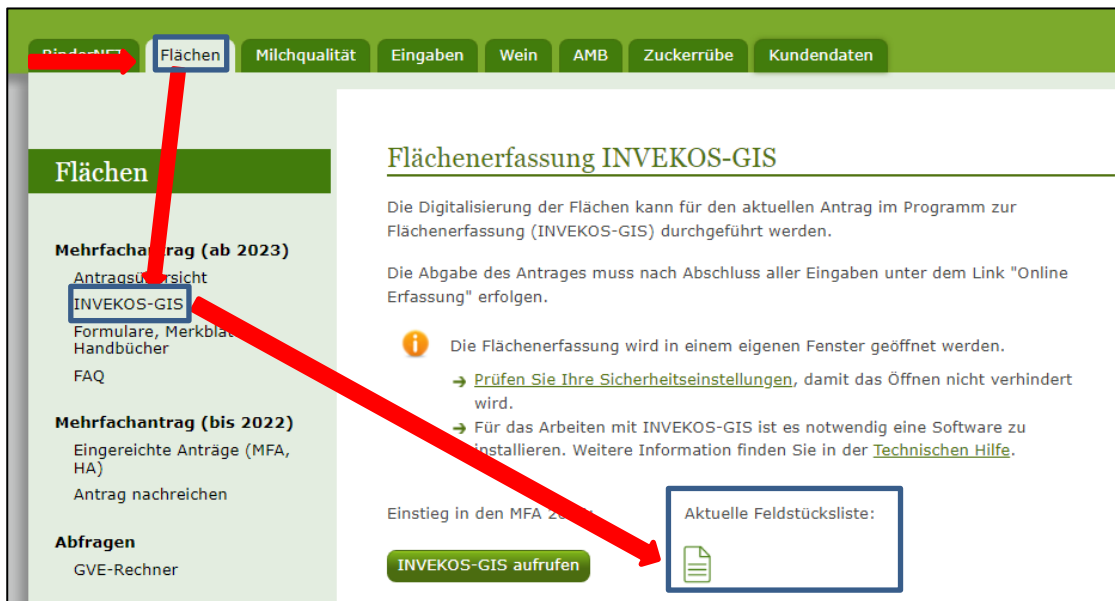 Flächen
Milchqualität
Eingaben
Wein
AMB
Zuckerrübe
Kundendaten
Flächen
Mehrfachantrag (ab 2023)
Antragsübersicht
INVEKOS-GIS
Formulare,
Handbücher
FAQ
Mehrfachantrag (bis 2022)
Eingereichte Anträge (MFA,
HA)
Antrag nachreichen
Abfragen
GVE-Rechner
Flächenerfassung INVEKOS-GIS
Die Digitalisierung der Flächen kann für den aktuellen Antrag im Programm zur
Flächenerfassung (INVEKOS-GIS) durchgeführt werden.
Die Abgabe des Antrages muss nach Abschluss aller Eingaben unter dem Link "Online
Erfassung" erfolgen.
Die Flächenerfassung wird in einem eigenen Fenster geöffnet werden.
Prüfen Sie Ihre Sicherheitseinstellungen, damit das Öffnen nicht verhindert
wird.
Für das Arbeiten mit INVEKOS-GIS ist es notwendig eine Software zu
installieren. Weitere Information finden Sie in der Technischen Hilfe.
Einstieg in den MFA
INVEKOS-GIS aufrufen
Aktuelle Feldstücksliste: